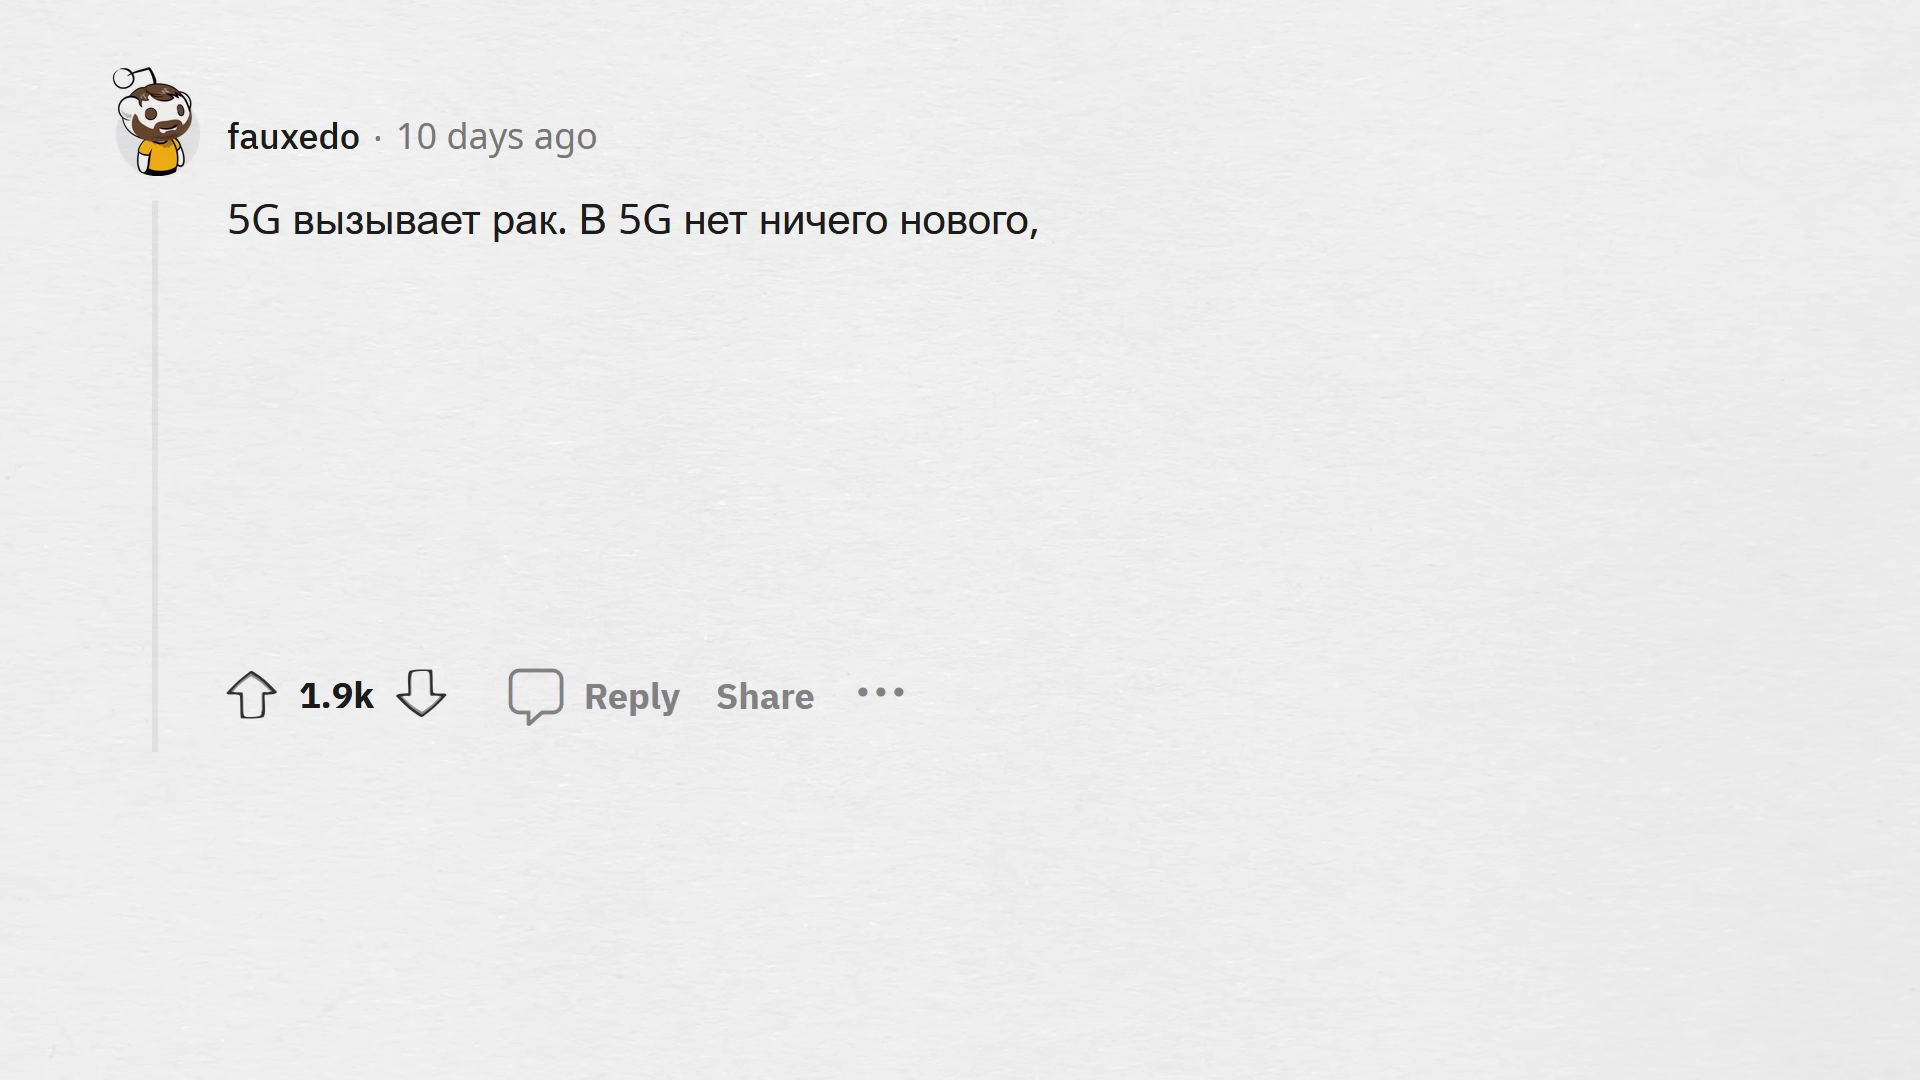 fauxedo · 10 days ago
5G вызывает рак. В 5G нет ничего нового,
1.9k Reply Share •••